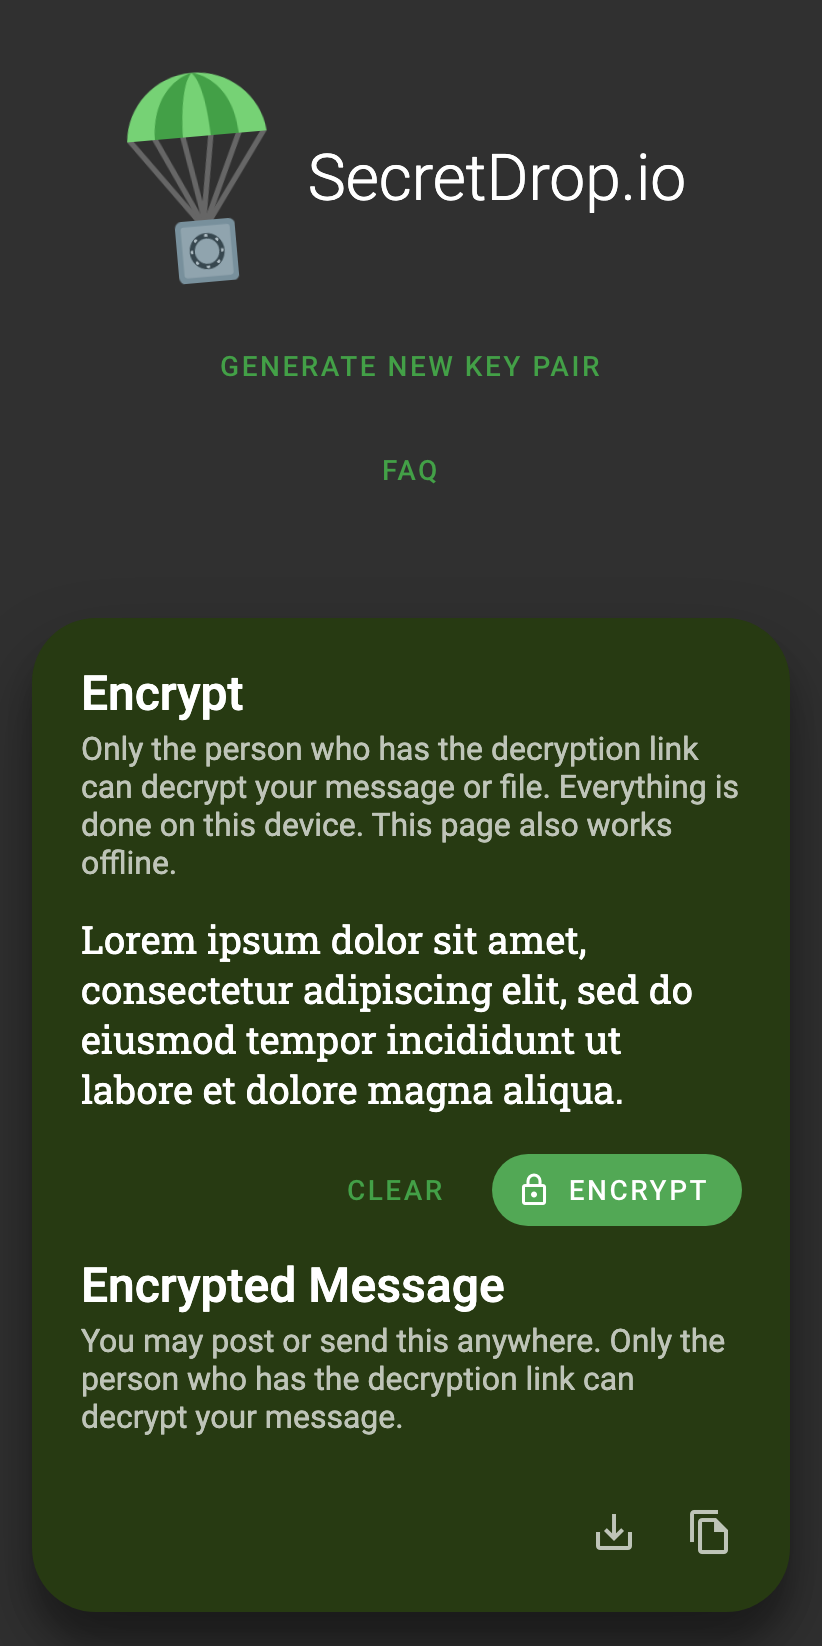 SecretDrop.io
GENERATE NEW KEY PAIR
FAQ
Encrypt
Only the person who has the decryption link
can decrypt your message or file. Everything is
done on this device. This page also works
offline.
Lorem ipsum dolor sit amet,
consectetur adipiscing elit, sed do
eiusmod tempor incididunt ut
labore et dolore magna aliqua.
CLEAR
ENCRYPT
Encrypted Message
You may post or send this anywhere. Only the
person who has the decryption link can
decrypt your message.